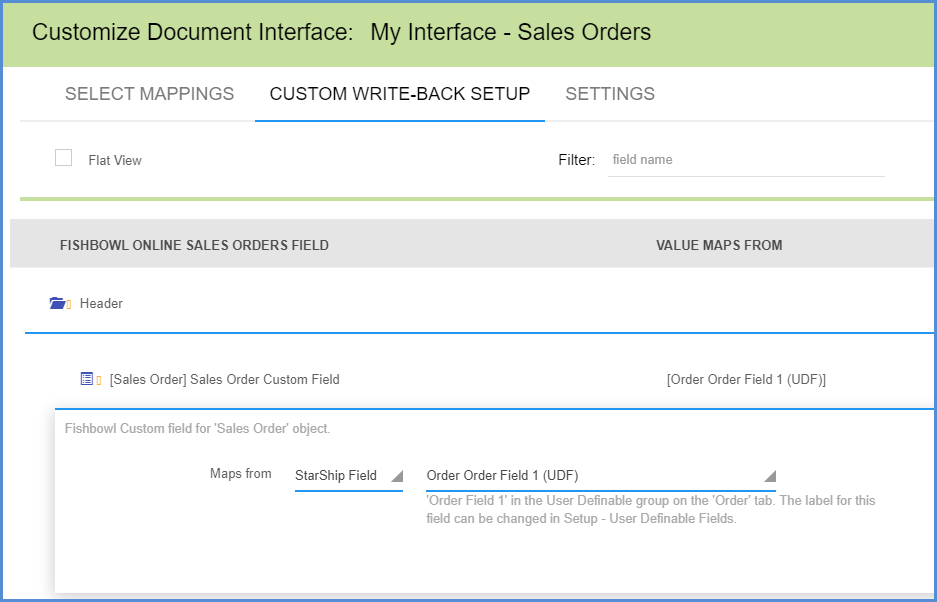 Customize Document Interface: My Interface - Sales Orders
SELECT MAPPINGS CUSTOM WRITE-BACK SETUP SETTINGS
Flat View Filter: field name
FISHBOWL ONLINE SALES ORDERS FIELD VALUE MAPS FROM
Header
[Sales Order] Sales Order Custom Field [Order Order Field 1 (UDF)]
Fishbowl Custom field for 'Sales Order' object.
Maps from StarShip Field Order Order Field 1 (UDF)
'Order Field 1' in the User Definable group on the 'Order' tab. The label for this
field can be changed in Setup - User Definable Fields.